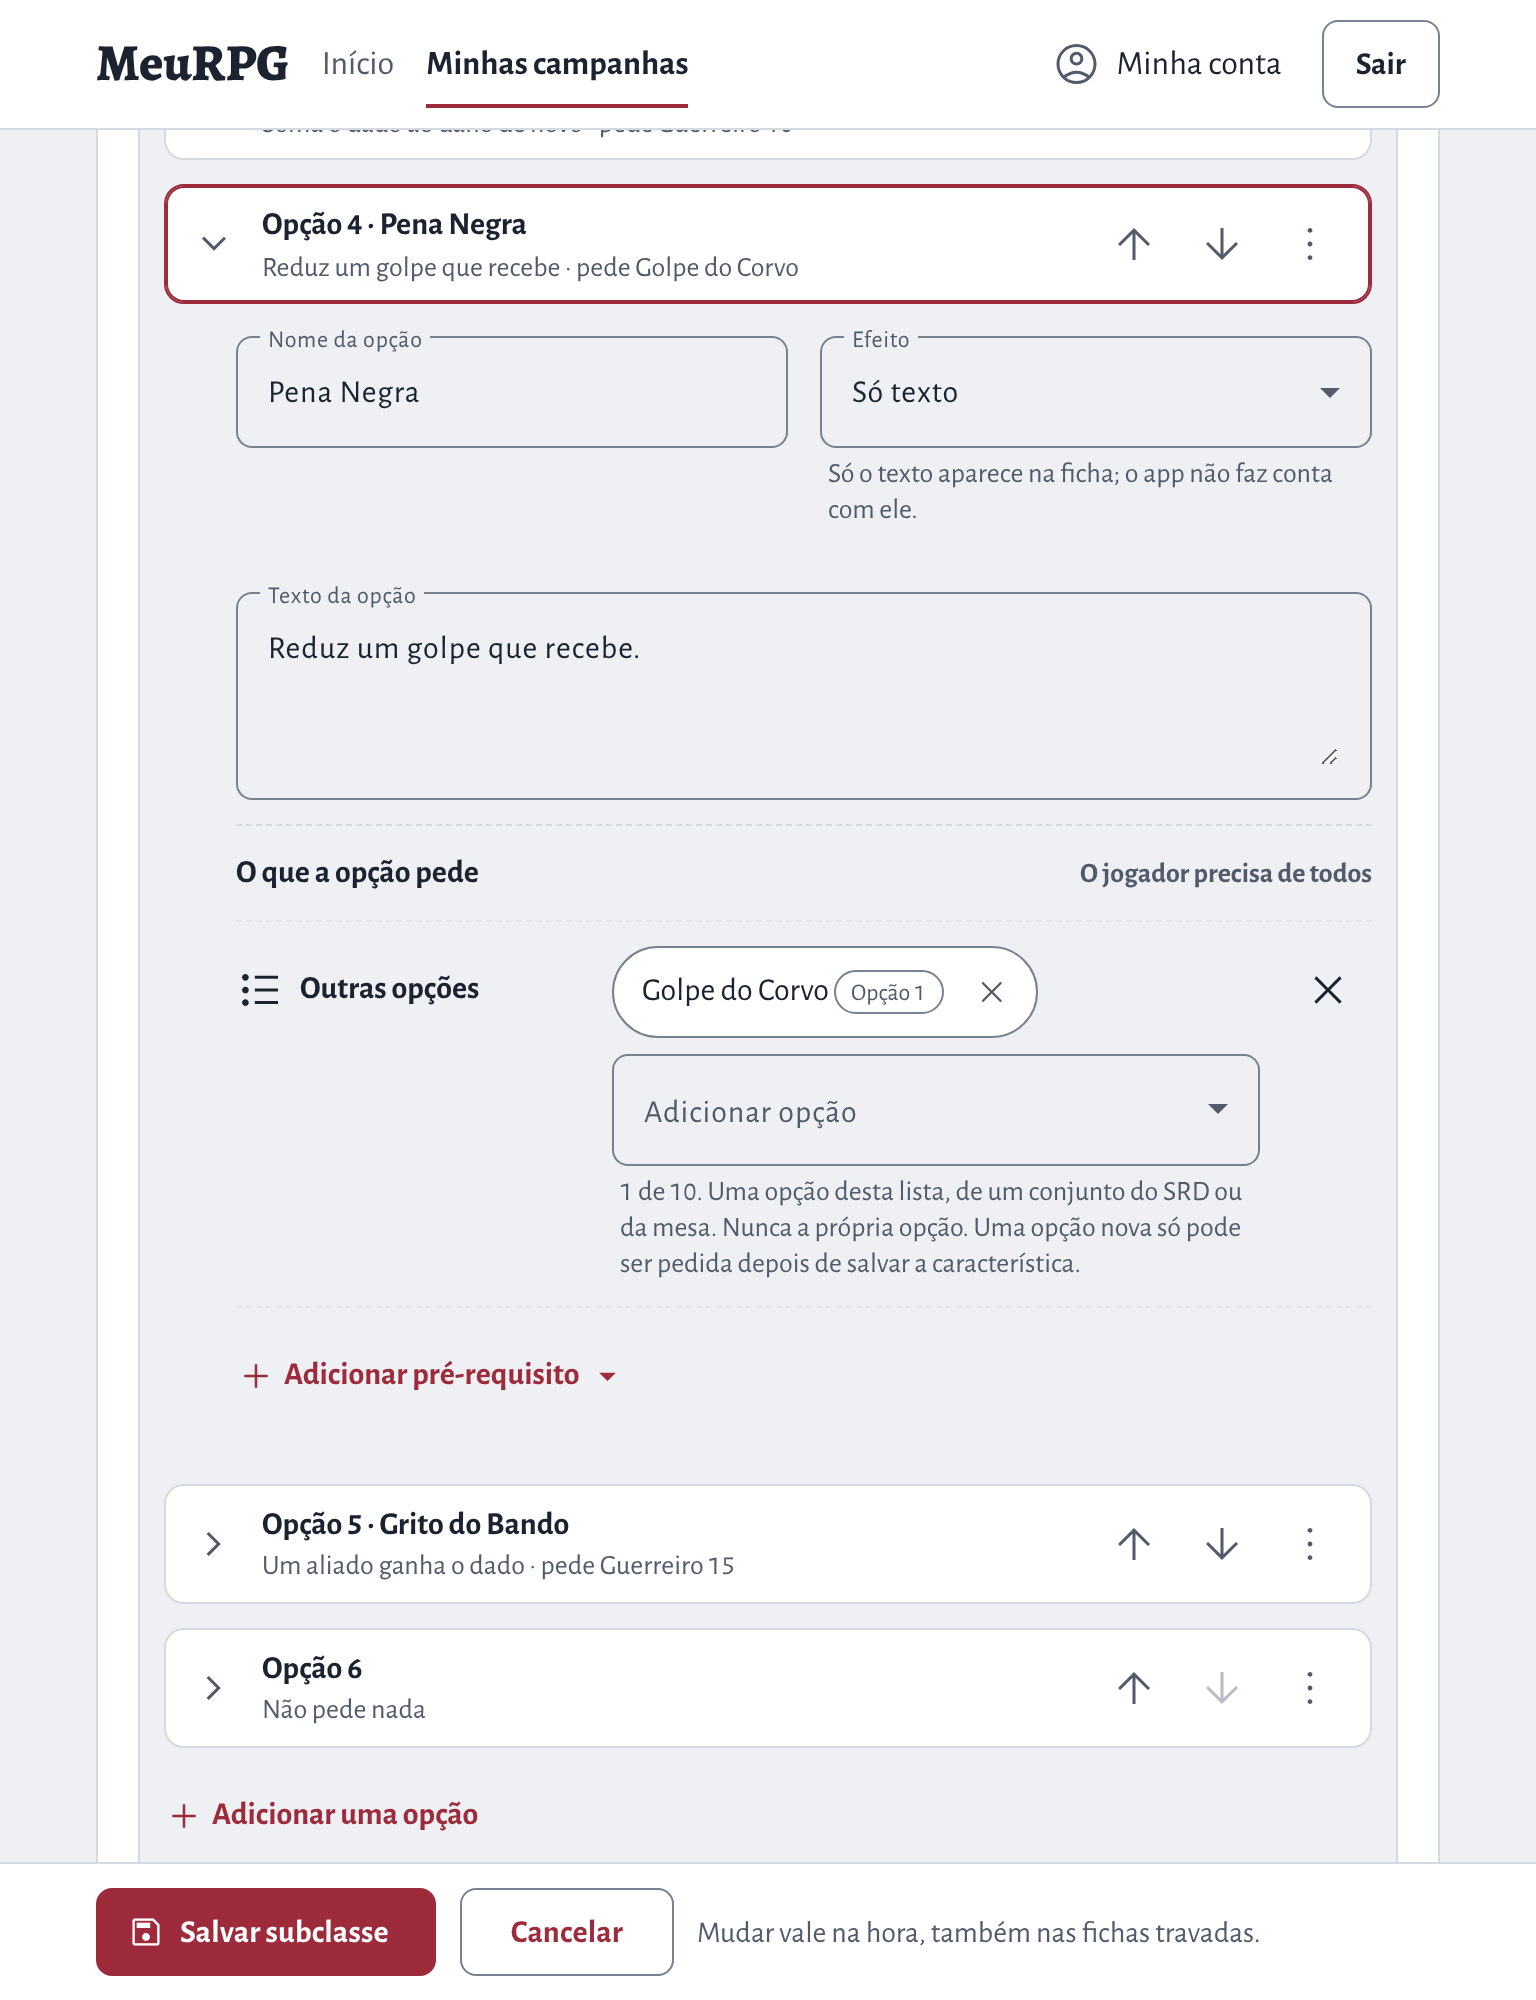 MeuRPG Início Minhas campanhas Minha conta Sair
Opção 4 · Pena Negra
Reduz um golpe que recebe · pede Golpe do Corvo
Nome da opção
Pena Negra
Efeito
Só texto
Só o texto aparece na ficha; o app não faz conta
com ele.
Texto da opção
Reduz um golpe que recebe.
O que a opção pede
O jogador precisa de todos
Outras opções
Golpe do Corvo Opção 1
Adicionar opção
1 de 10. Uma opção desta lista, de um conjunto do SRD ou
da mesa. Nunca a própria opção. Uma opção nova só pode
ser pedida depois de salvar a característica.
Adicionar pré-requisito
Opção 5 · Grito do Bando
Um aliado ganha o dado · pede Guerreiro 15
Opção 6
Não pede nada
Adicionar uma opção
Salvar subclasse Cancelar Mudar vale na hora, também nas fichas travadas.